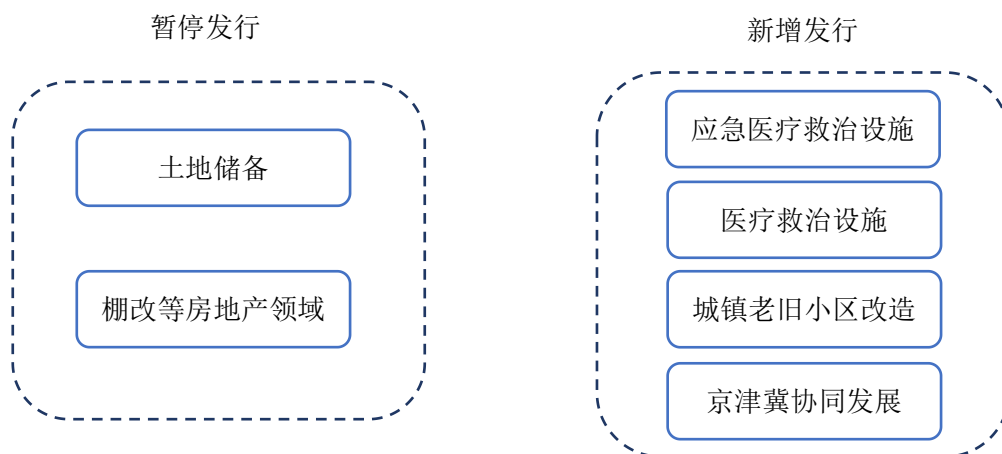 暂停发行
土地储备
棚改等房地产领域
新增发行
应急医疗救治设施
医疗救治设施
城镇老旧小区改造
京津冀协同发展